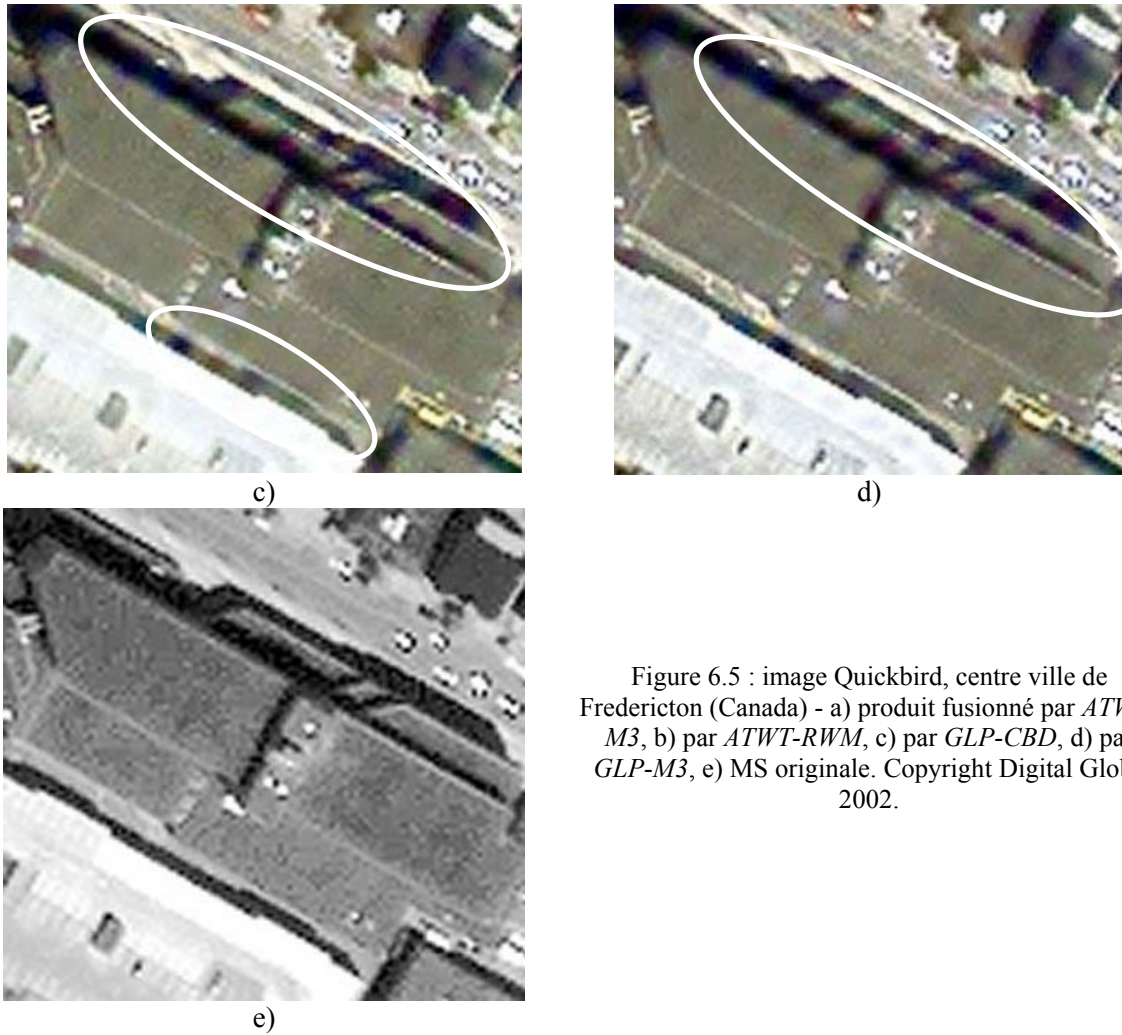 c)
d)
e)
Figure 6.5 : image Quickbird, centre ville de
Fredericton (Canada) - a) produit fusionné par
M3, b) par ATWT-RWM, c) par GLP-CBD, d)
GLP-M3, e) MS originale. Copyright Digital
2002.